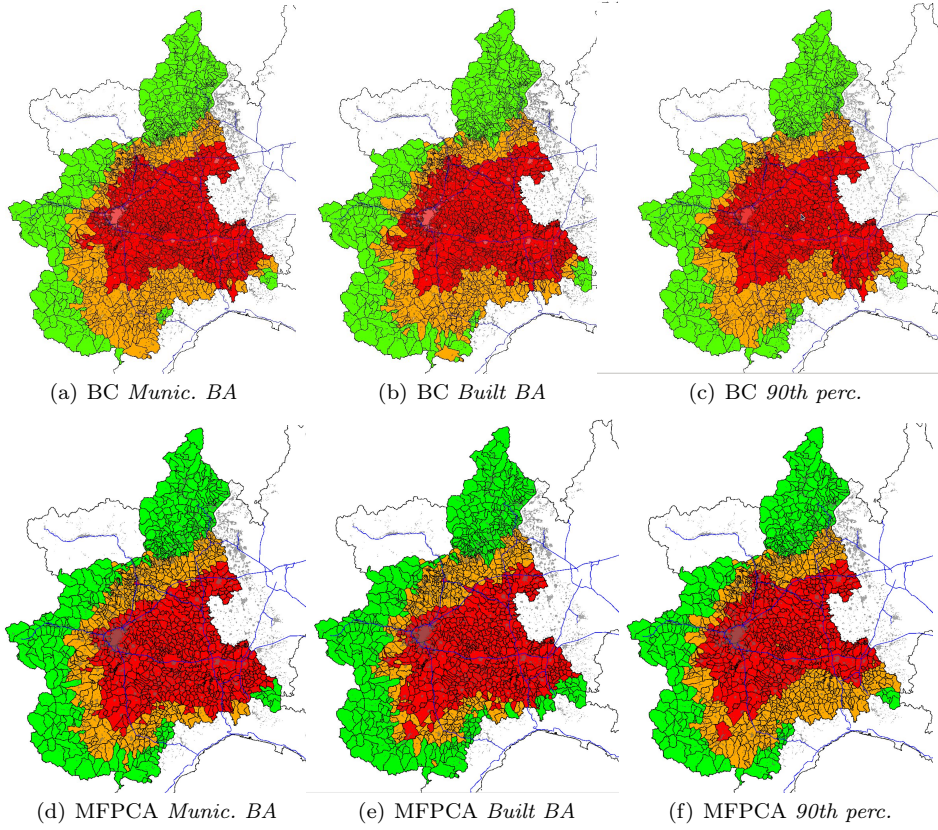 (a) BC Munic. BA
(b) BC Built BA
(c) BC 90th perc.
(d) MFPCA Munic. BA
(e) MFPCA Built BA
(f) MFPCA 90th perc.